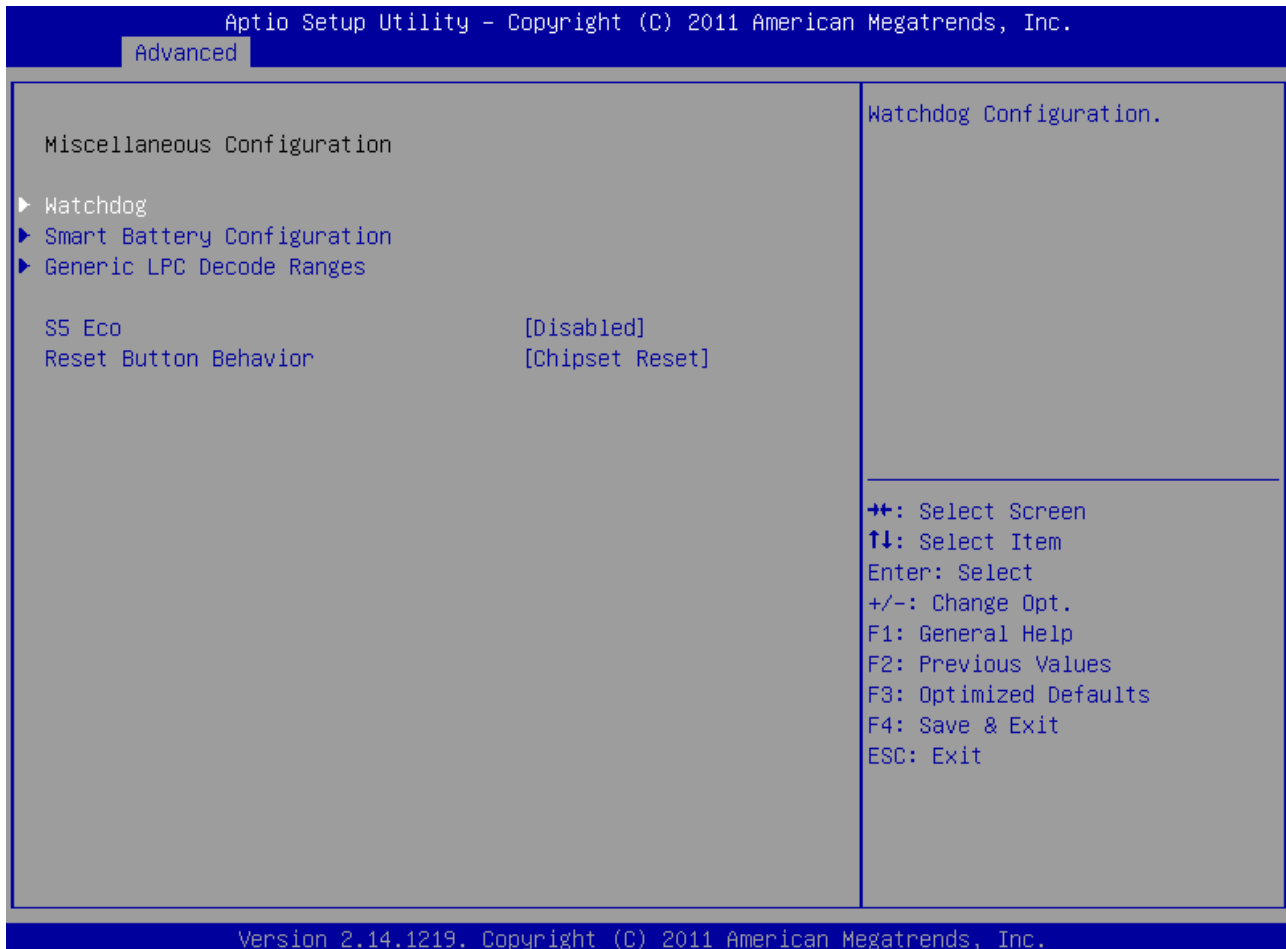 Aptio Setup Utility – Copyright (C) 2011 American Megatrends, Inc.
Advanced
Miscellaneous Configuration
Watchdog
Smart Battery Configuration
Generic LPC Decode Ranges
S5 Eco [Disabled]
Reset Button Behavior [Chipset Reset]
Watchdog Configuration.
→←: Select Screen
↑↓: Select Item
Enter: Select
+/-: Change Opt.
F1: General Help
F2: Previous Values
F3: Optimized Defaults
F4: Save & Exit
ESC: Exit
Version 2.14.1219. Copyright (C) 2011 American Megatrends, Inc.